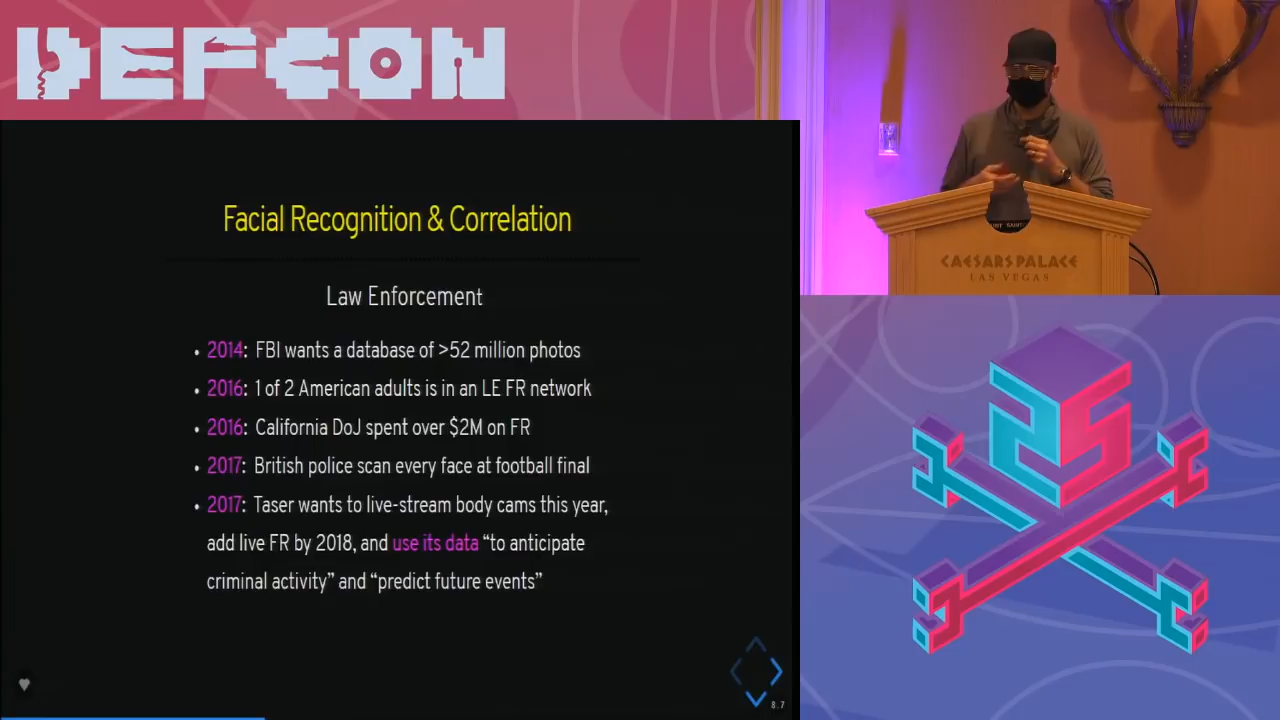 DEFCON
Facial Recognition & Correlation
Law Enforcement
• 2014: FBI wants a database of >52 million photos
• 2016: 1 of 2 American adults is in an LE FR network
• 2016: California DoJ spent over $2M on FR
• 2017: British police scan every face at football final
• 2017: Taser wants to live-stream body cams this year,
add live FR by 2018, and use its data “to anticipate
criminal activity” and “predict future events”
8.7
CAESARS PALACE
LAS VEGAS
25